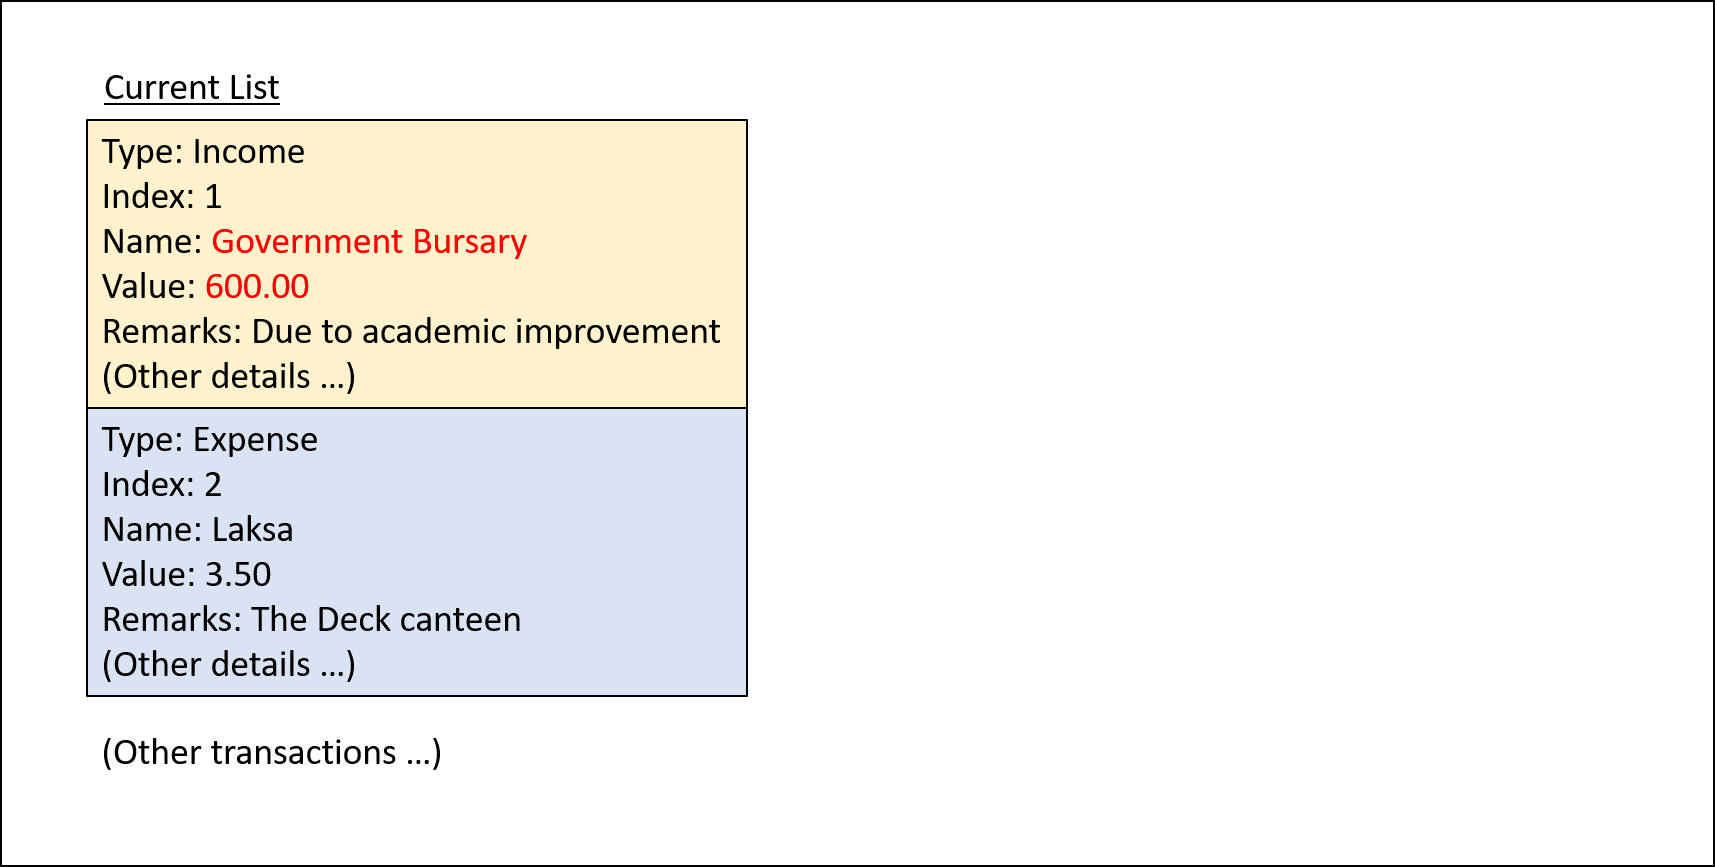 Current List
Type: Income
Index: 1
Name: Government Bursary
Value: 600.00
Remarks: Due to academic improvement
(Other details ...)
Type: Expense
Index: 2
Name: Laksa
Value: 3.50
Remarks: The Deck canteen
(Other details ...)
(Other transactions ...)